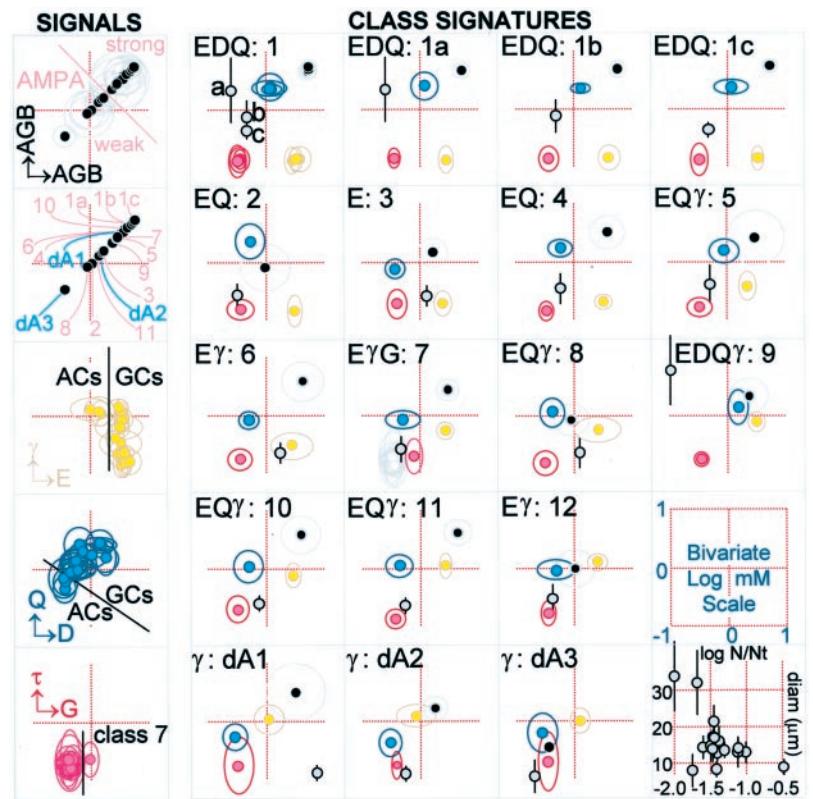 SIGNALS
CLASS SIGNATURES
strong
AMPA
weak
AGB
AGB
EDQ: 1
a
b
c
EDQ: 1a
EDQ: 1b
EDQ: 1c
10 1a 1b 1c
6 7
4 dA1 5
9
3
dA3 dA2
8 2 11
EQ: 2
E: 3
EQ: 4
EQγ: 5
ACs GCs
γ
E
Eγ: 6
EγG: 7
EQγ: 8
EDQγ: 9
Q
D
ACs GCs
EQγ: 10
EQγ: 11
Eγ: 12
1
Bivariate
0 Log mM
Scale
-1 0 1
τ
G
class 7
γ: dA1
γ: dA2
γ: dA3
log N/Nt
30
20
10
diam (μm)
-2.0 -1.5 -1.0 -0.5